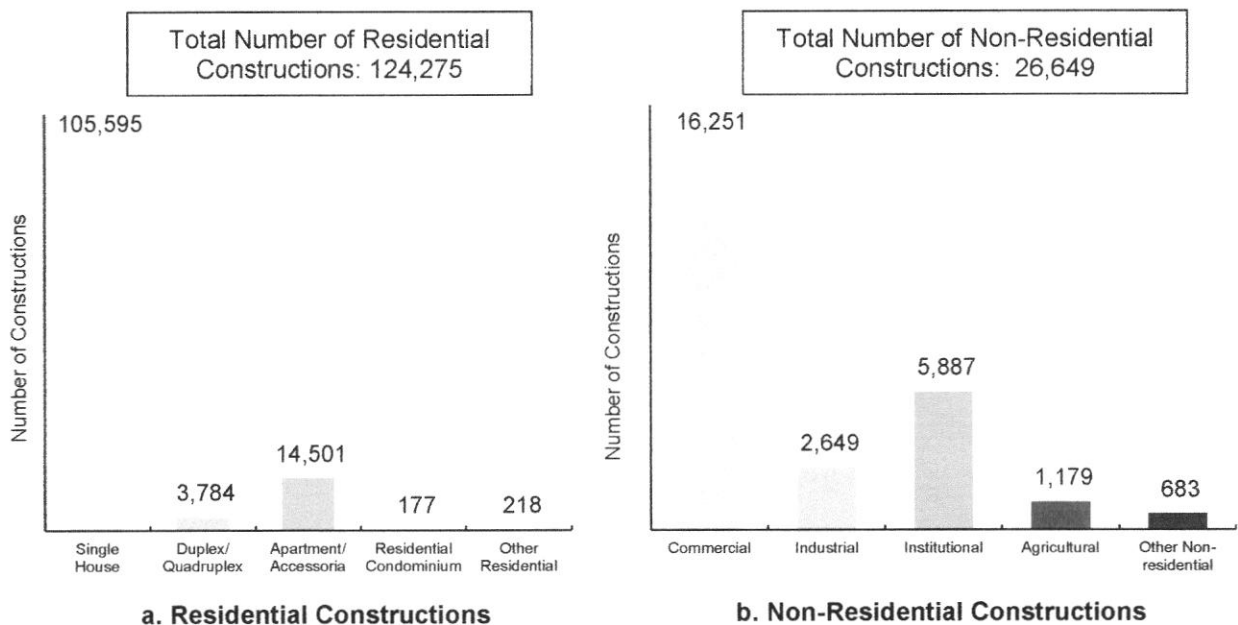 Total Number of Residential
Constructions: 124,275
105,595
3,784
14,501
177
218
Number of Constructions
Single
House
Duplex/
Quadruplex
Apartment/
Accessoria
Residential
Condominium
Other
Residential
a. Residential Constructions
Total Number of Non-Residential
Constructions: 26,649
16,251
2,649
5,887
1,179
683
Number of Constructions
Commercial
Industrial
Institutional
Agricultural
Other Non-
residential
b. Non-Residential Constructions